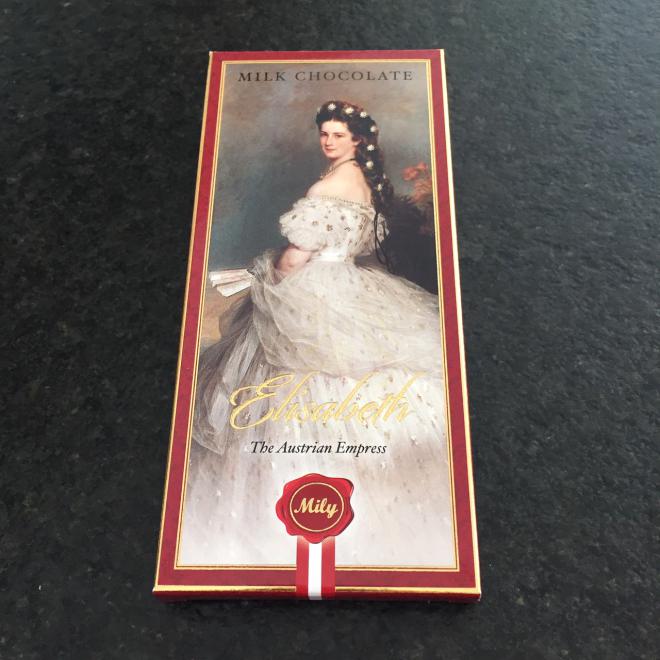 MILK CHOCOLATE
Elisabeth
The Austrian Empress
Mily